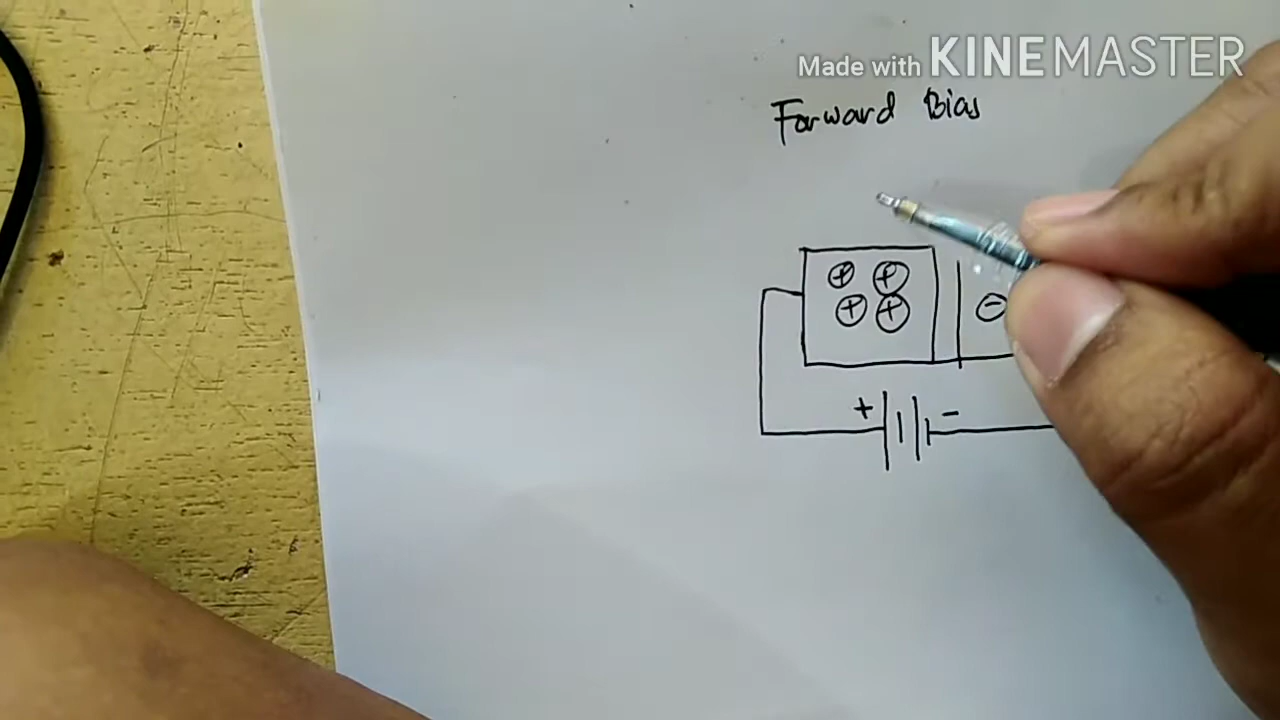 Made with KINEMASTER
Forward Bias
+ +
+ + -
+ -